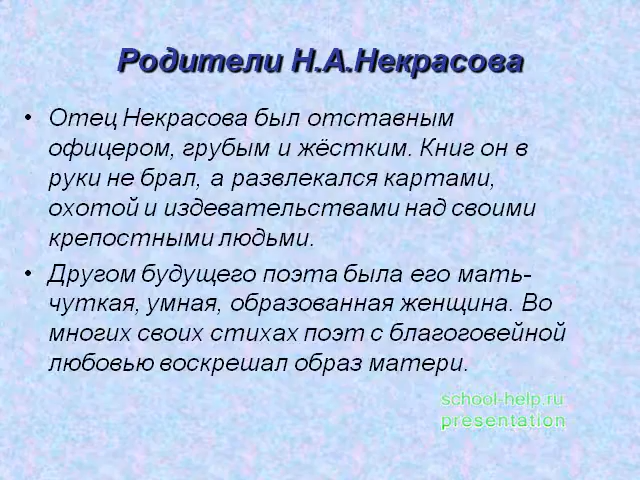 Родители Н.А.Некрасова
• Отец Некрасова был отставным
офицером, грубым и жёстким. Книг он в
руки не брал, а развлекался картами,
охотой и издевательствами над своими
крепостными людьми.
• Другом будущего поэта была его мать-
чуткая, умная, образованная женщина. Во
многих своих стихах поэт с благоговейной
любовью воскрешал образ матери.
school-help.ru
presentation